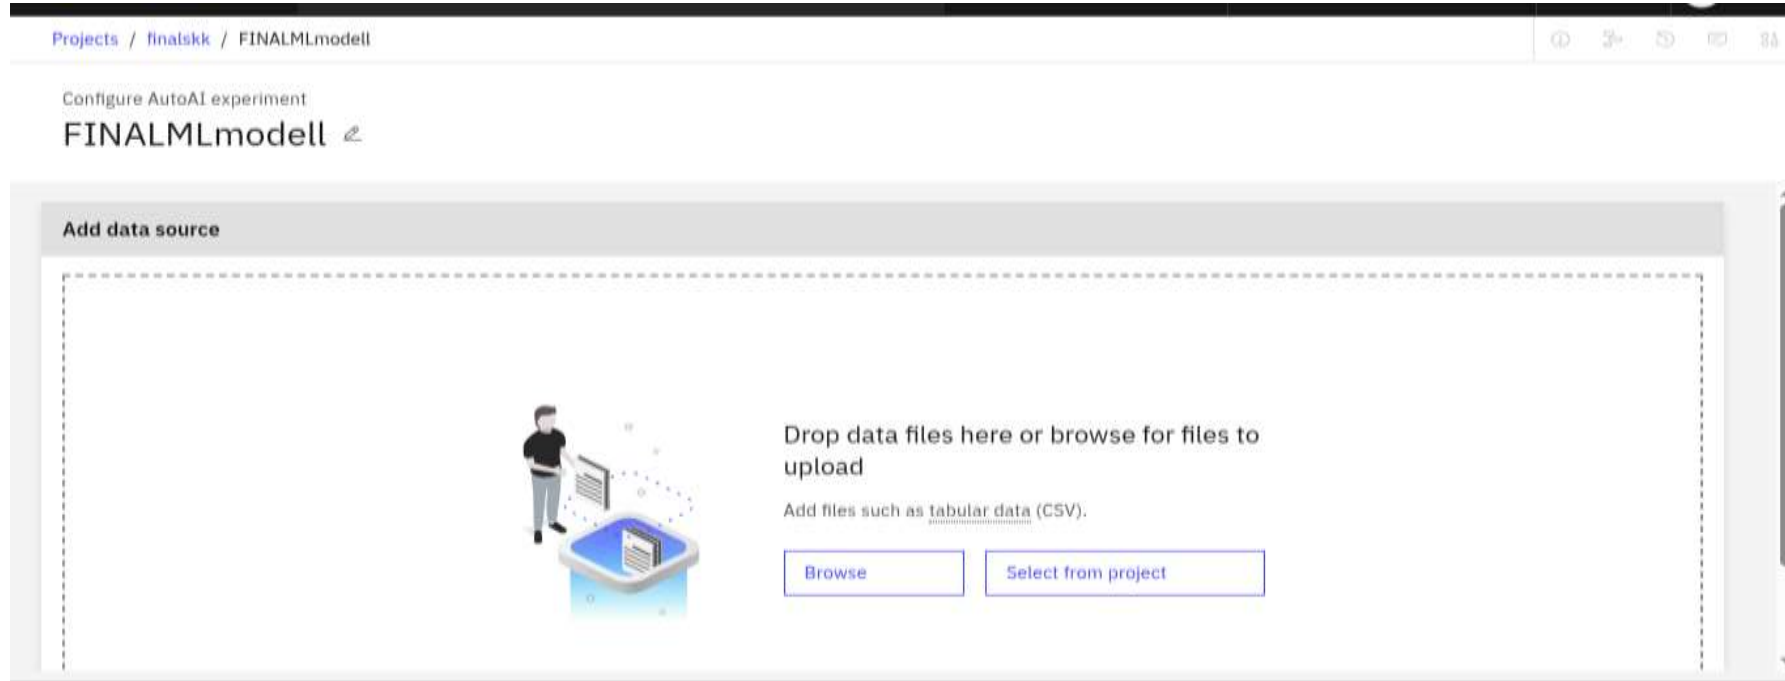 Projects / finalskk / FINALMLmodell
Configure AutoAI experiment
FINALMLmodell
Add data source
Drop data files here or browse for files to
upload
Add files such as tabular data (CSV).
Browse
Select from project